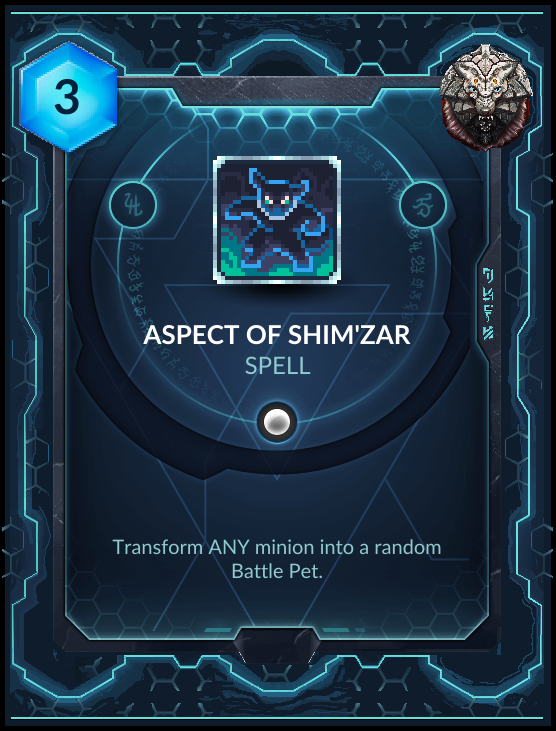 3
ASPECT OF SHIM'ZAR
SPELL
Transform ANY minion into a random
Battle Pet.